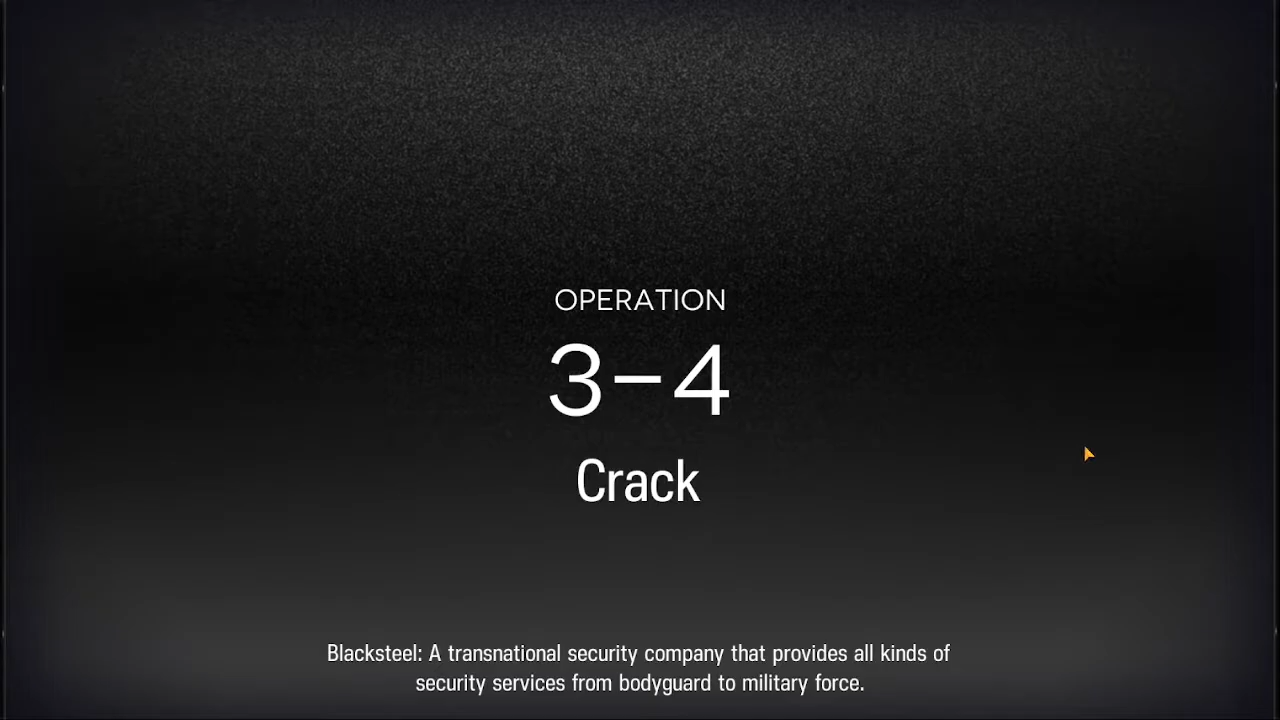 OPERATION
3-4
Crack
Blacksteel: A transnational security company that provides all kinds of
security services from bodyguard to military force.